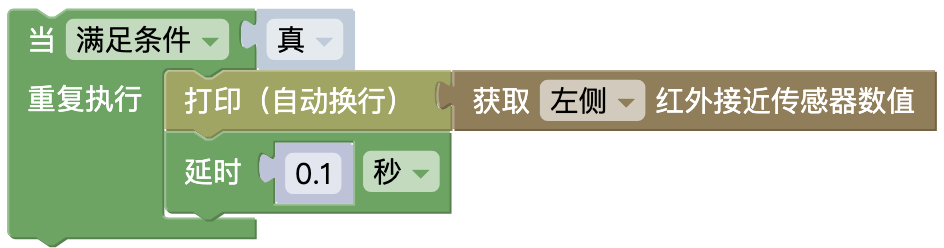 当 满足条件 真
重复执行 打印（自动换行） 获取 左侧 红外接近传感器数值
延时 0.1 秒